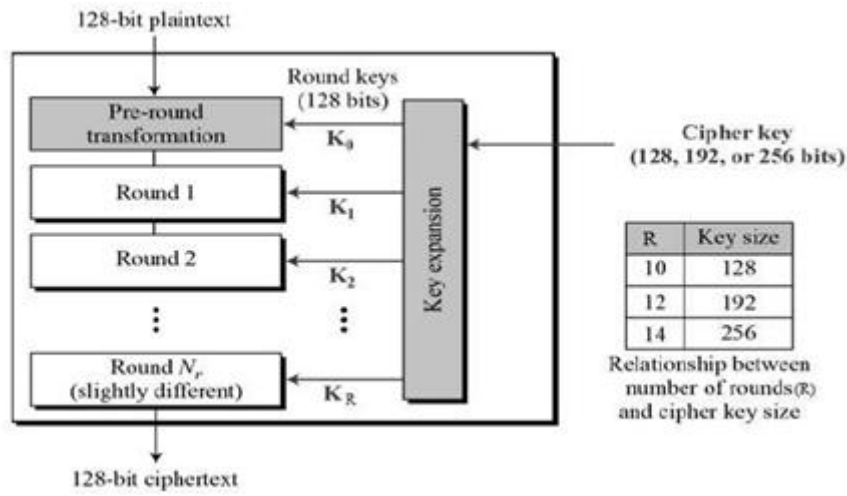 128-bit plaintext
Round keys
(128 bits)
Pre-round
transformation
K0
Cipher key
(128, 192, or 256 bits)
Round 1
K1
Round 2
K2
Key expansion
Round Nr
(slightly different)
KR
128-bit ciphertext
R Key size
10 128
12 192
14 256
Relationship between
number of rounds(R)
and cipher key size